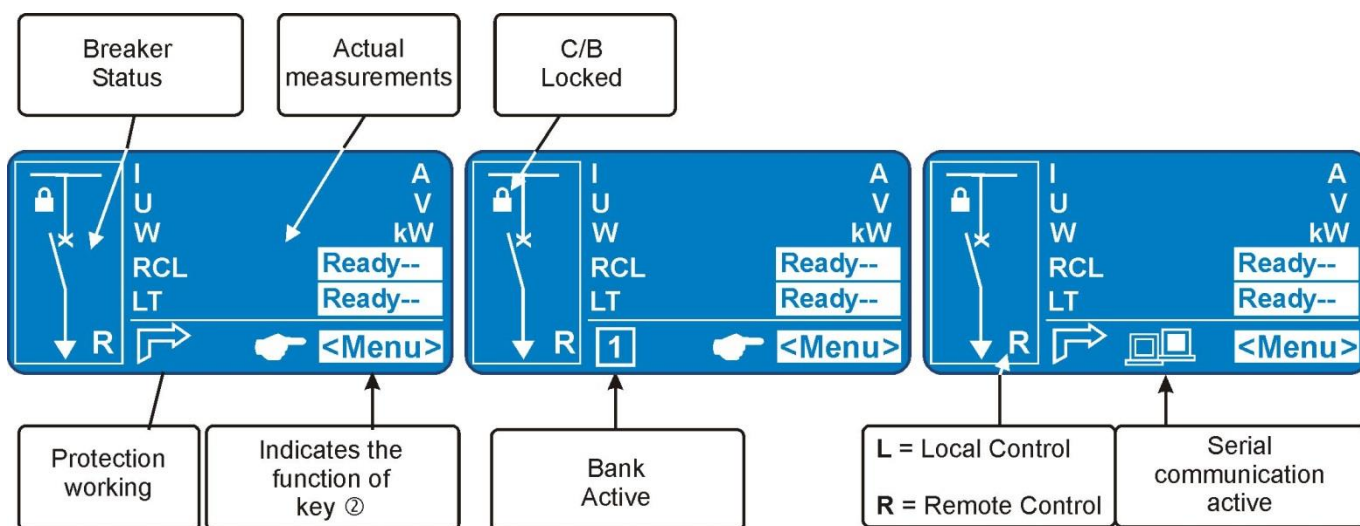 Breaker
Status
Actual
measurements
C/B
Locked
I A
U V
W kW
RCL Ready--
LT Ready--
R <Menu>
I A
U V
W kW
RCL Ready--
LT Ready--
R 1 <Menu>
I A
U V
W kW
RCL Ready--
LT Ready--
R <Menu>
Protection
working
Indicates the
function of
key ②
Bank
Active
L = Local Control
R = Remote Control
Serial
communication
active